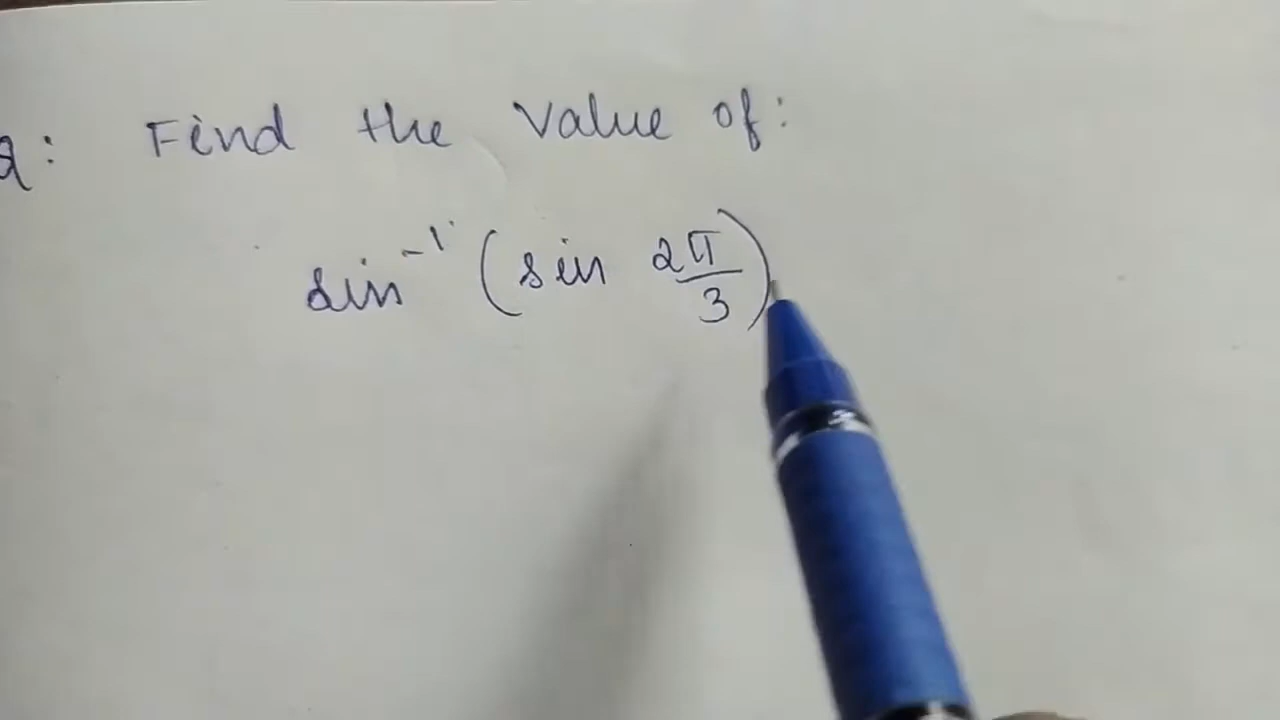 Q: Find the value of:
sin⁻¹ (sin 2π/3)